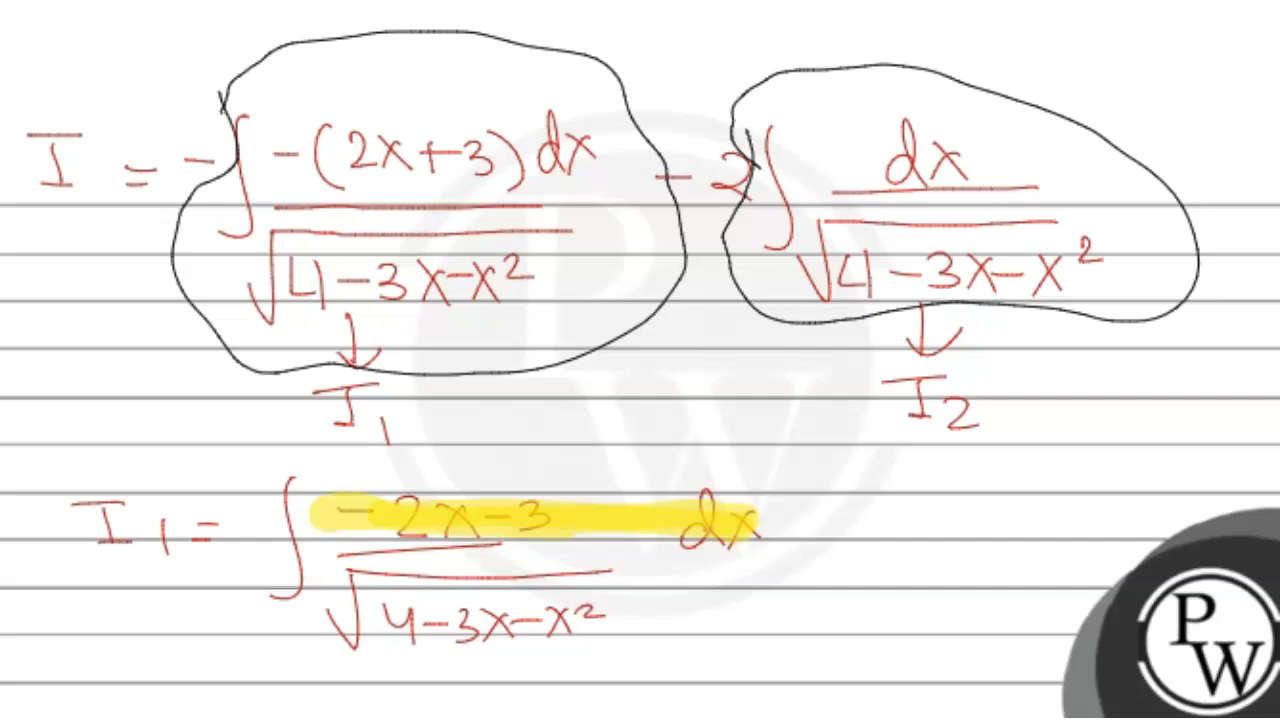 I = - ∫ -(2x+3) dx / √(4-3x-x²) - 2 ∫ dx / √(4-3x-x²)
↓ I₁ ↓ I₂
I₁ = ∫ -2x-3 / √(4-3x-x²) dx
PW
PW